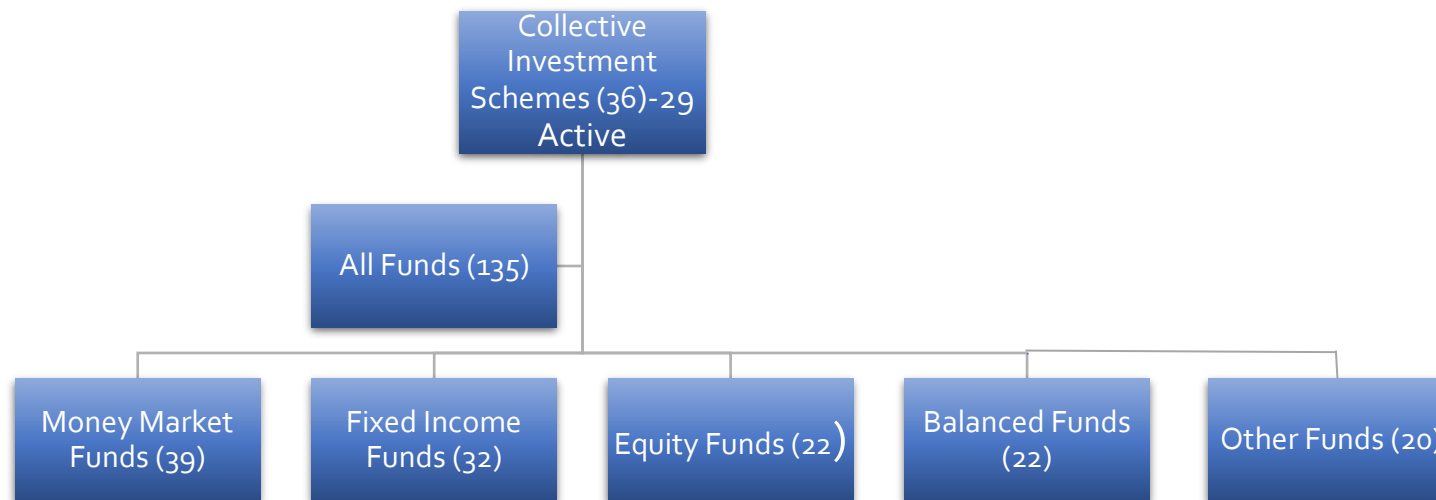 Collective
Investment
Schemes (36)-29
Active
All Funds (135)
Money Market
Funds (39)
Fixed Income
Funds (32)
Equity Funds (22)
Balanced Funds
(22)
Other Funds (20)